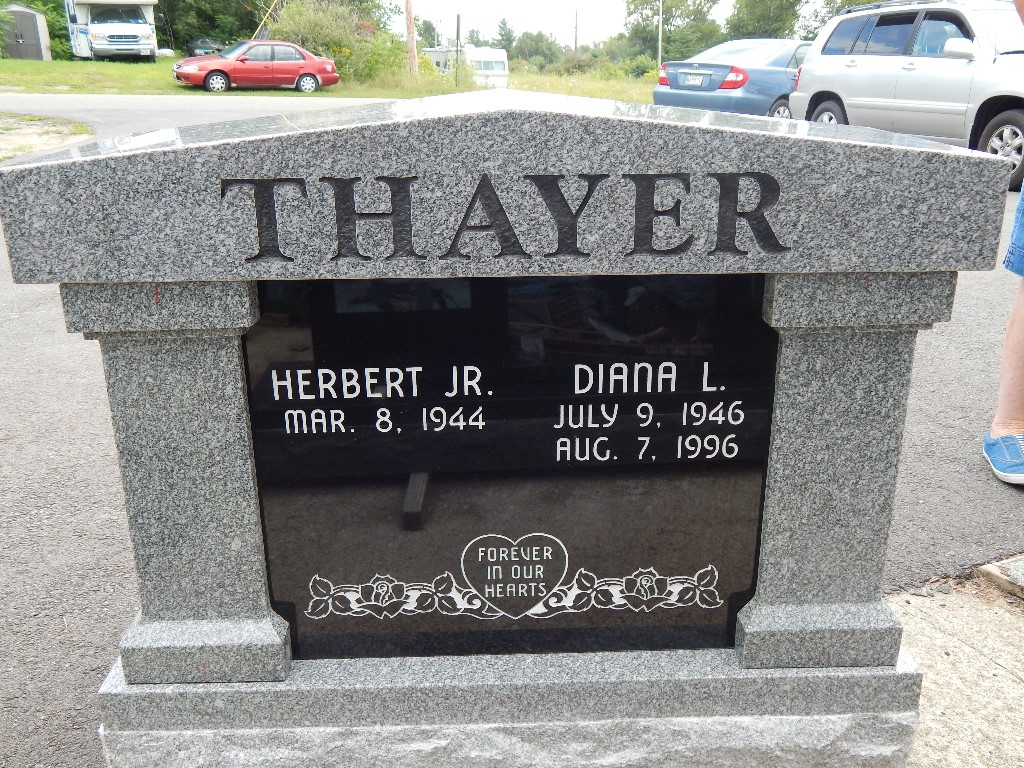 THAYER
HERBERT JR.
MAR. 8, 1944
DIANA L.
JULY 9, 1946
AUG. 7, 1996
FOREVER
IN OUR
HEARTS